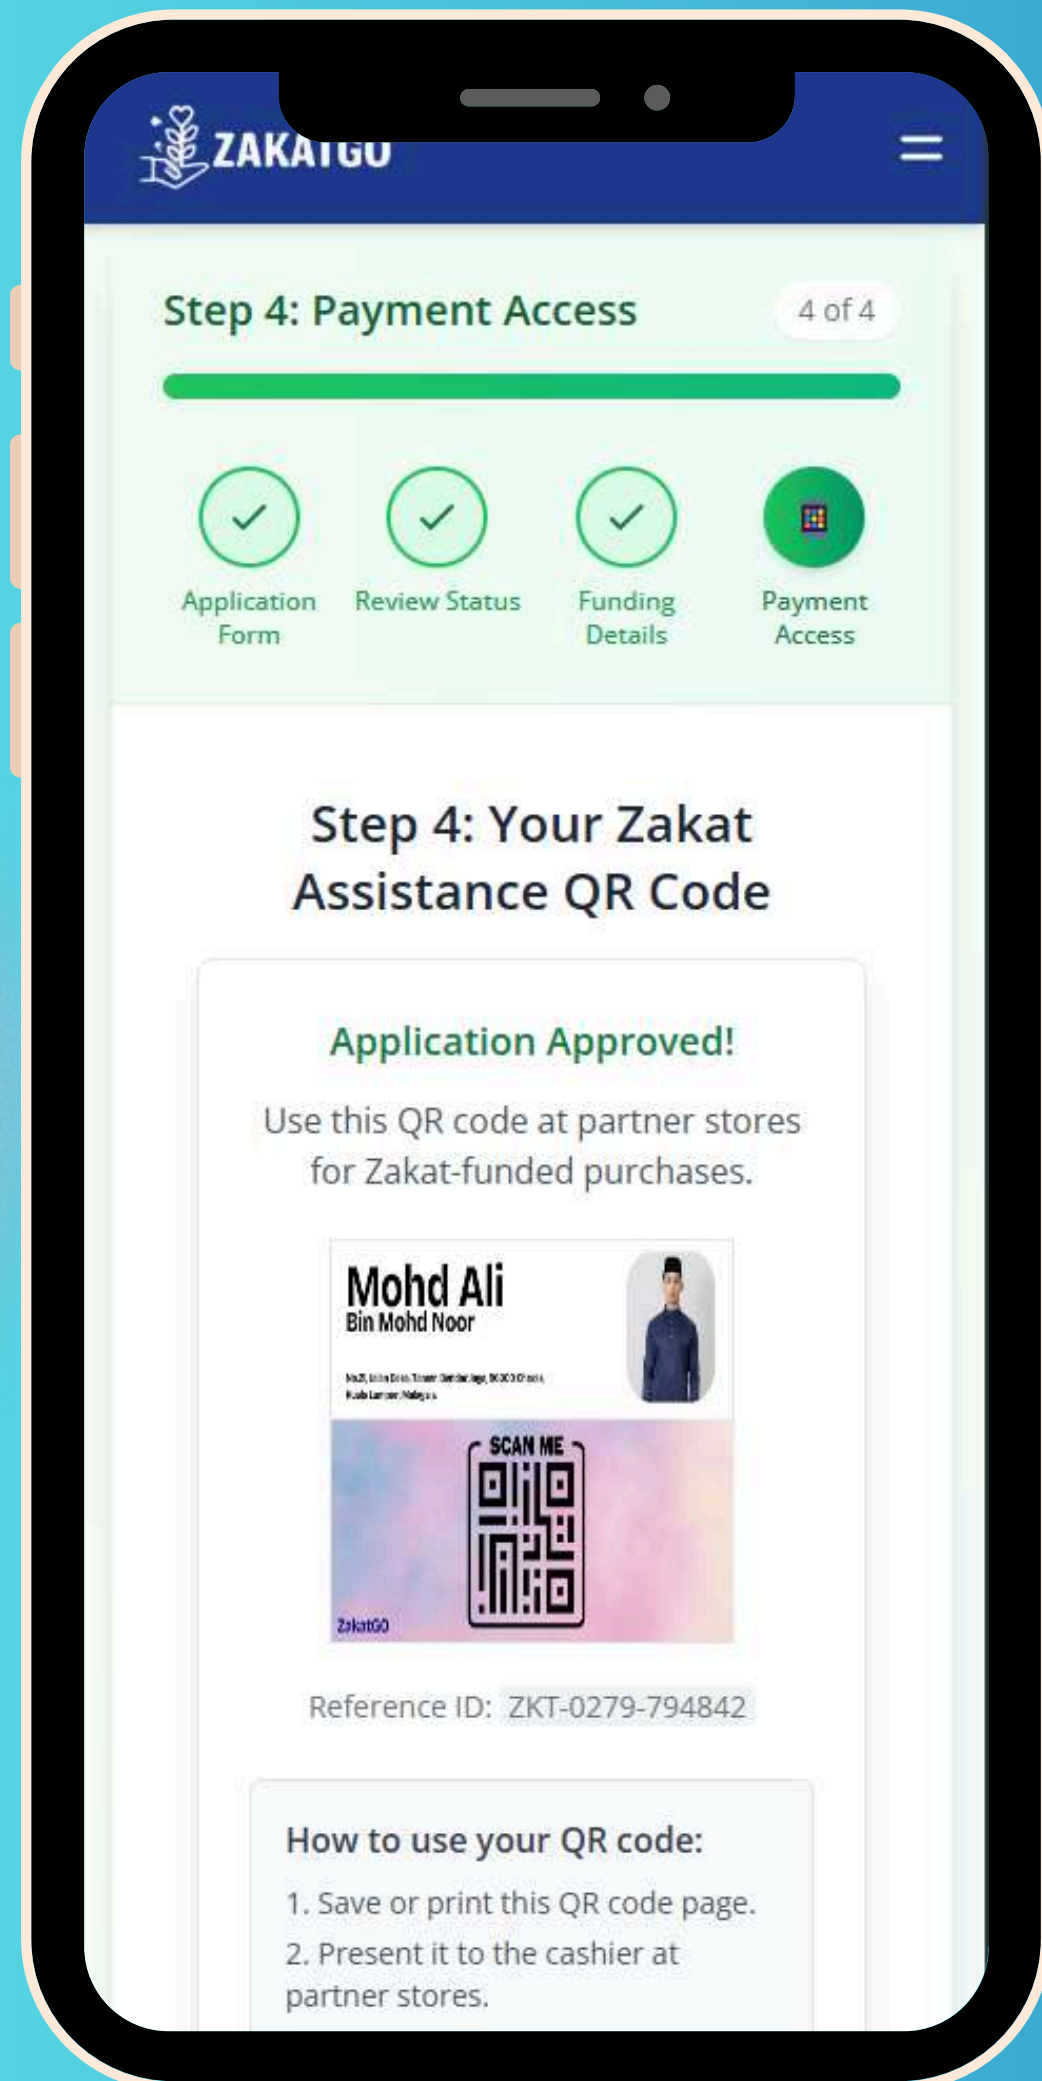 ZAKATGO
Step 4: Payment Access
4 of 4
Application
Form
Review Status
Funding
Details
Payment
Access
Step 4: Your Zakat
Assistance QR Code
Application Approved!
Use this QR code at partner stores
for Zakat-funded purchases.
Mohd Ali
Bin Mohd Noor
Kuala Lumpur, Malaysia
SCAN ME
ZakatGO
Reference ID: ZKT-0279-794842
How to use your QR code:
1. Save or print this QR code page.
2. Present it to the cashier at
partner stores.